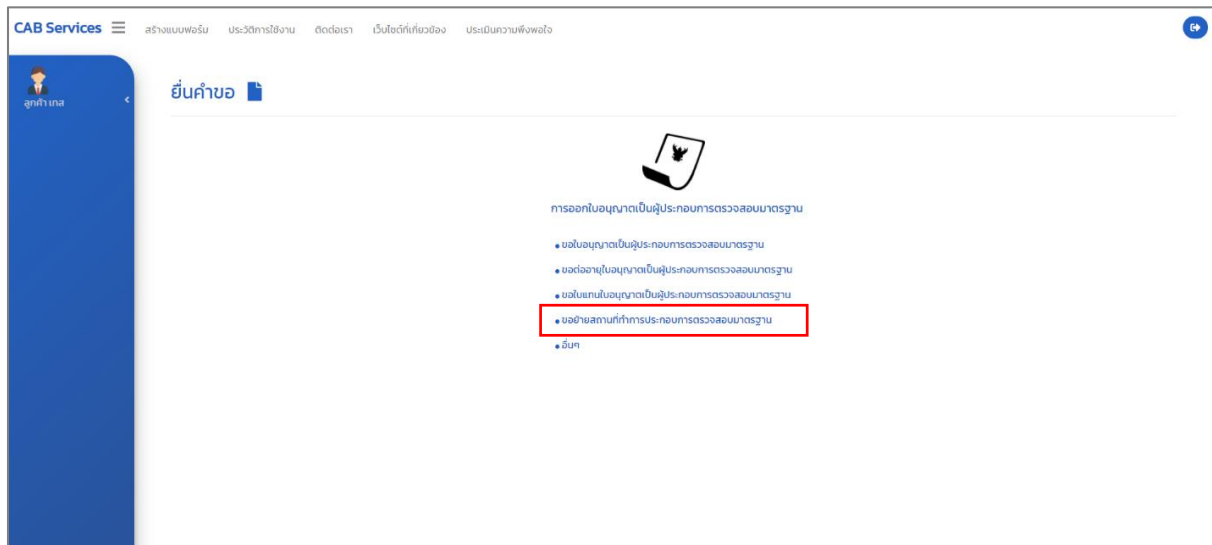 CAB Services สร้างแบบฟอร์ม ประวัติการใช้งาน ติดต่อเรา เว็บไซต์ที่เกี่ยวข้อง ประเมินความพึงพอใจ
ลูกค้า เทส
ยื่นคำขอ
การออกใบอนุญาตเป็นผู้ประกอบการตรวจสอบมาตรฐาน
• ขอใบอนุญาตเป็นผู้ประกอบการตรวจสอบมาตรฐาน
• ขอต่ออายุใบอนุญาตเป็นผู้ประกอบการตรวจสอบมาตรฐาน
• ขอใบแทนใบอนุญาตเป็นผู้ประกอบการตรวจสอบมาตรฐาน
• ขอย้ายสถานที่ทำการประกอบการตรวจสอบมาตรฐาน
• อื่นๆ